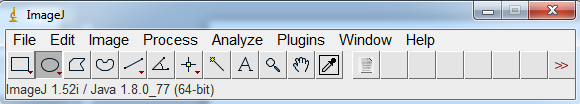 ImageJ
File Edit Image Process Analyze Plugins Window Help
A >>
ImageJ 1.52i / Java 1.8.0_77 (64-bit)